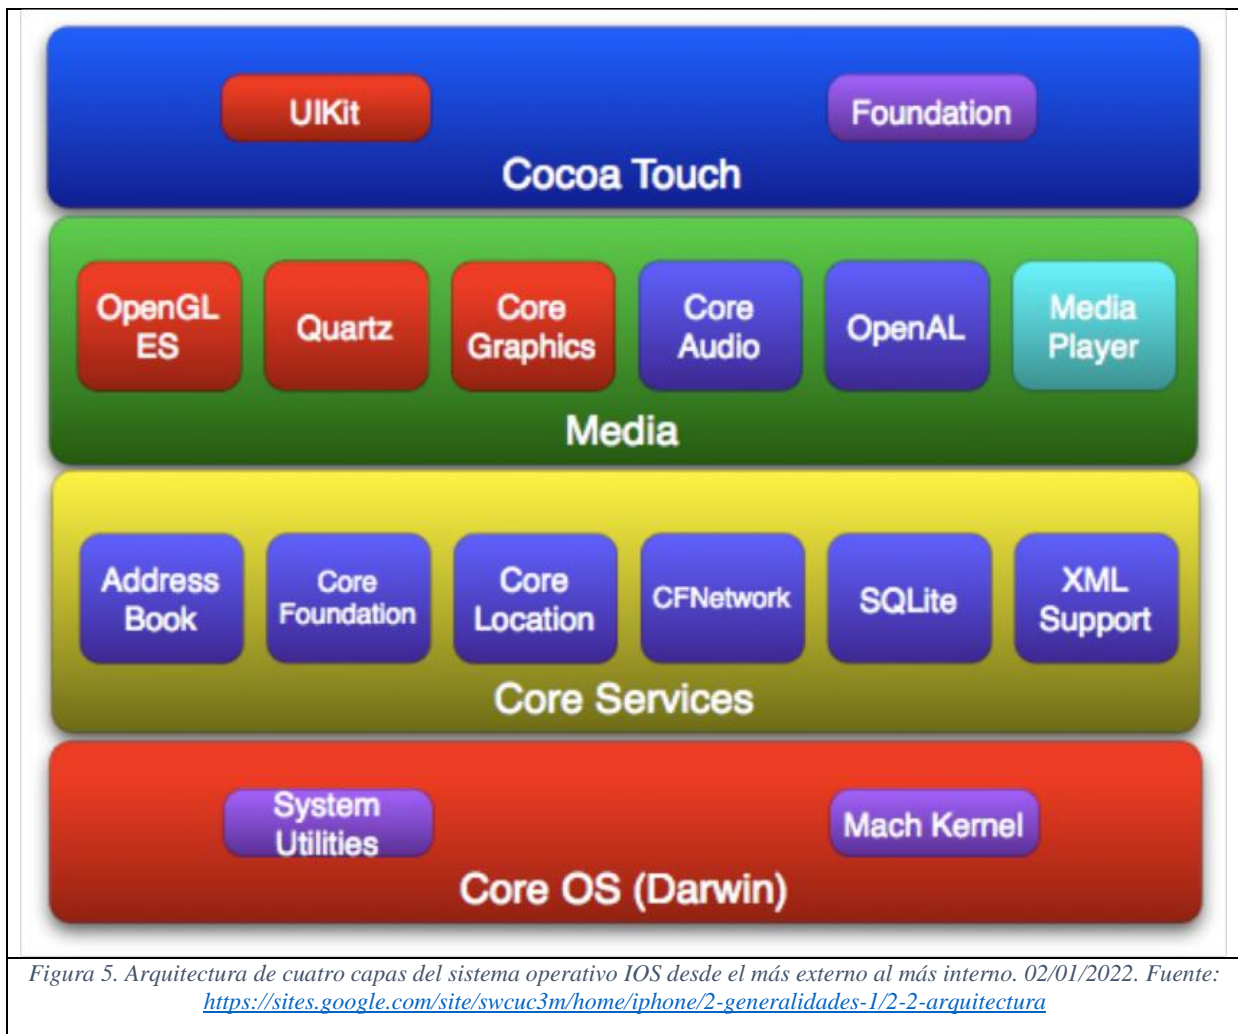 UIKit
Foundation
Cocoa Touch
OpenGL
ES
Quartz
Core
Graphics
Core
Audio
OpenAL
Media
Player
Media
Address
Book
Core
Foundation
Core
Location
CFNetwork
SQLite
XML
Support
Core Services
System
Utilities
Mach Kernel
Core OS (Darwin)
Figura 5. Arquitectura de cuatro capas del sistema operativo IOS desde el más externo al más interno. 02/01/2022. Fuente:
https://sites.google.com/site/swcuc3m/home/iphone/2-generalidades-1/2-2-arquitectura